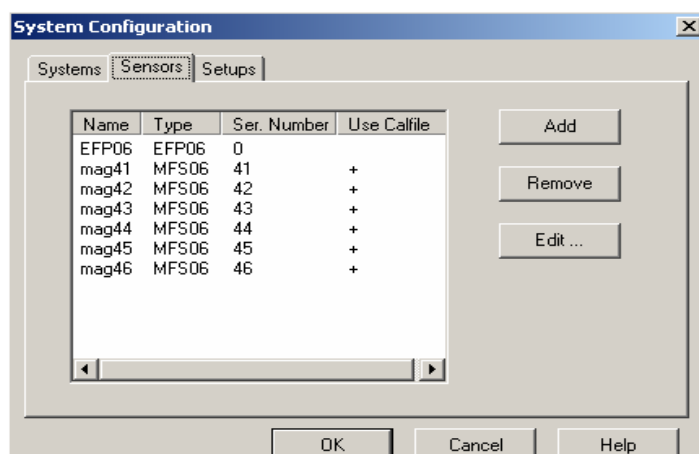 System Configuration
Systems Sensors Setups
Name Type Ser. Number Use Calfile
EFP06 EFP06 0
mag41 MFS06 41 +
mag42 MFS06 42 +
mag43 MFS06 43 +
mag44 MFS06 44 +
mag45 MFS06 45 +
mag46 MFS06 46 +
Add
Remove
Edit ...
OK Cancel Help